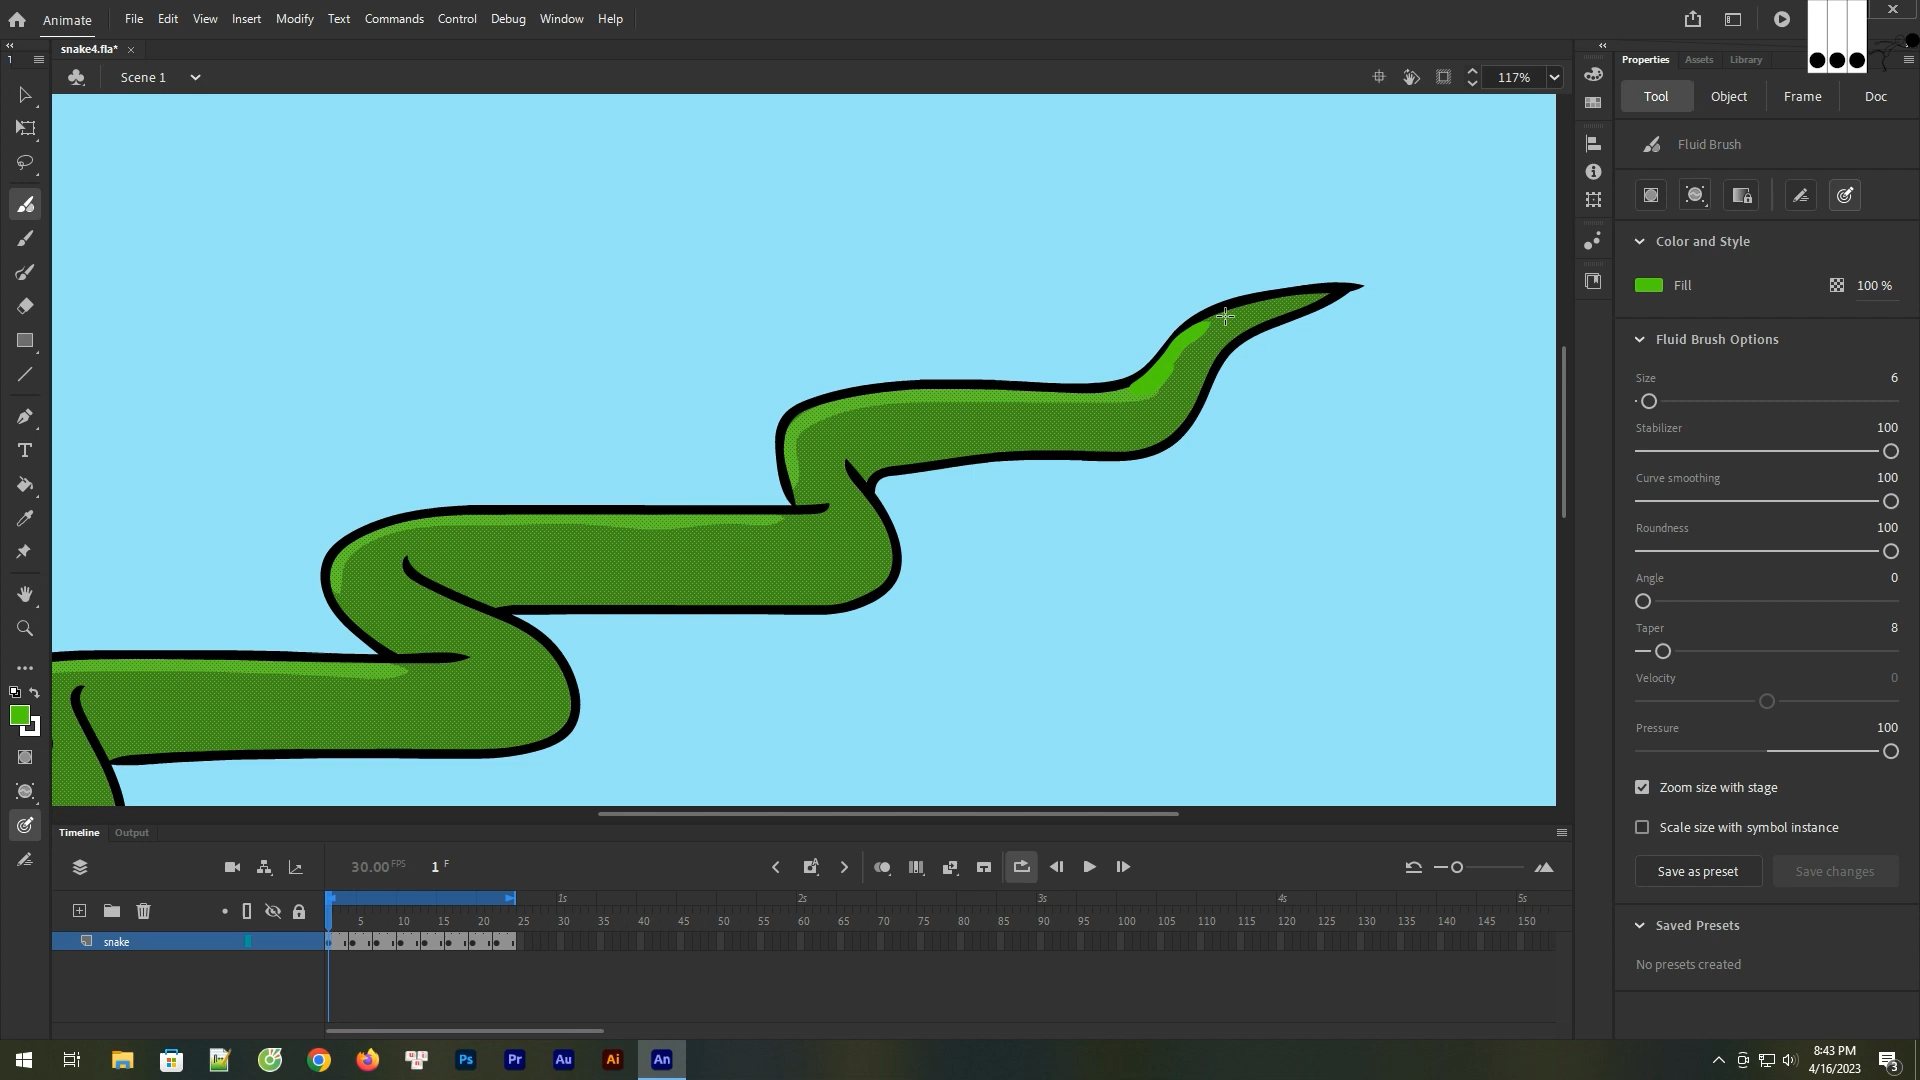 Animate File Edit View Insert Modify Text Commands Control Debug Window Help
snake4.fla*
Scene 1
117%
Properties Assets Library
Tool Object Frame Doc
Fluid Brush
Color and Style
Fill 100 %
Fluid Brush Options
Size 6
Stabilizer 100
Curve smoothing 100
Roundness 100
Angle 0
Taper 8
Velocity 0
Pressure 100
Zoom size with stage
Scale size with symbol instance
Save as preset Save changes
Saved Presets
No presets created
Timeline Output
30.00 FPS 1 F
1s 2s 3s 4s 5s
5 10 15 20 25 30 35 40 45 50 55 60 65 70 75 80 85 90 95 100 105 110 115 120 125 130 135 140 145 150
snake
Ps Pr Au Ai An
8:43 PM
4/16/2023
3